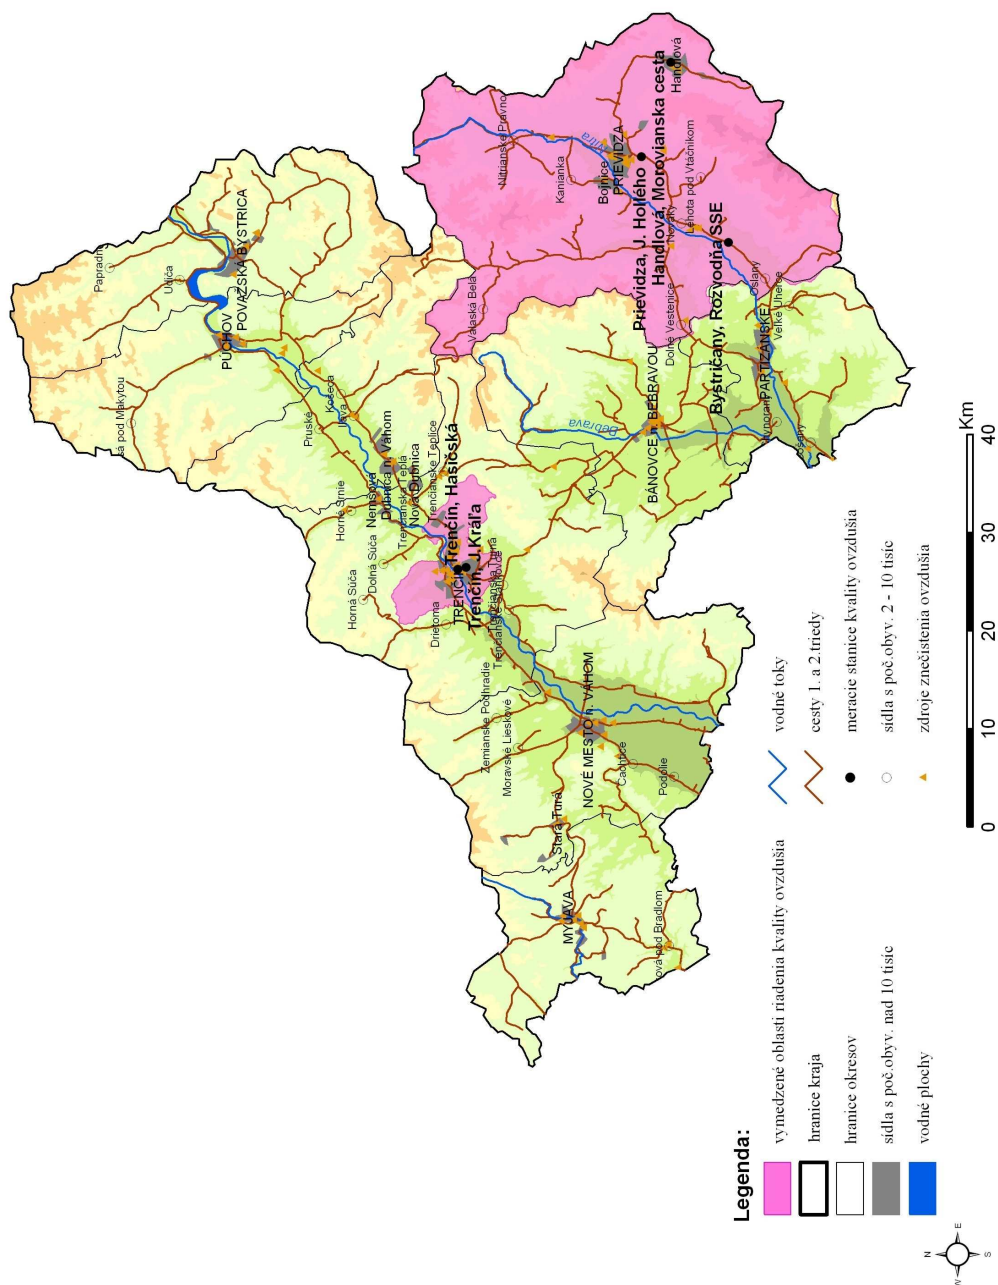 Papradno
Udiča
POVAŽSKÁ BYSTRICA
PÚCHOV
Košeca
Ilava
Pruské
Dubnica n. Váhom
Nemšová
Nová Dubnica
Trenčianska Teplá
Trenčianske Teplice
Horné Srnie
Dolná Súča
Horná Súča
Trenčín, Hasičská
TRENČÍN
Trenčín, J.Kráľa
Drietoma
Zemianske Podhradie
Moravské Lieskové
NOVÉ MESTO n. VÁHOM
Čachtice
Podolie
Stará Turá
MYJAVA
ová pod Bradlom
Nitrianske Pravno
Nitra
Kanianka
Bojnice
PRIEVIDZA
Handlová
Prievidza, J. Hollého
Handlová, Morovianska cesta
Lehota pod Vtáčnikom
Nováky
Bystričany, Rozvodňa SSE
Valaská Belá
Dolné Vestenice
Oslany
Veľké Uherce
PARTIZÁNSKE
BÁNOVCE n. BEBRAVOU
Bebrava
Legenda:
vymedzené oblasti riadenia kvality ovzdušia
hranice kraja
hranice okresov
sídla s poč.obyv. nad 10 tisíc
vodné plochy
vodné toky
cesty 1. a 2.triedy
meracie stanice kvality ovzdušia
sídla s poč.obyv. 2 - 10 tisíc
zdroje znečistenia ovzdušia
0 10 20 30 40 Km
N
W E
S